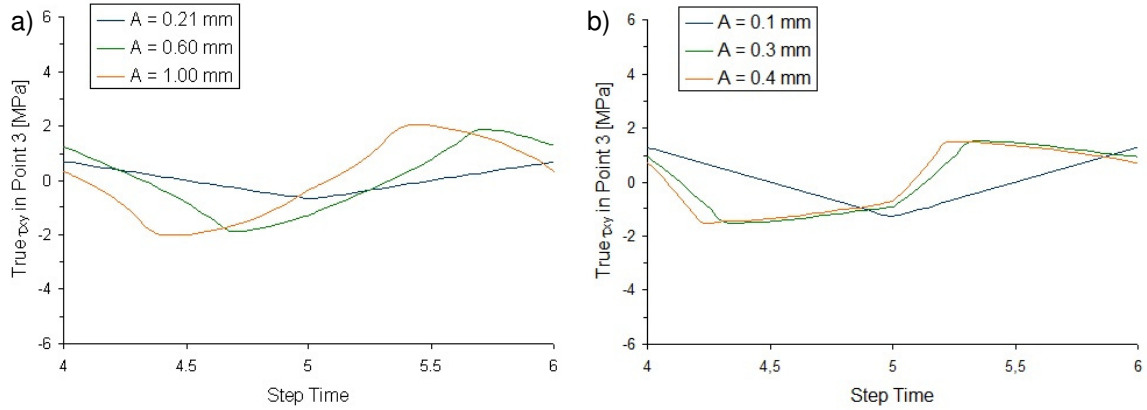 a)
A = 0.21 mm
A = 0.60 mm
A = 1.00 mm
True τxy in Point 3 [MPa]
6
4
2
0
-2
-4
-6
4
4.5
5
5.5
6
Step Time
b)
A = 0.1 mm
A = 0.3 mm
A = 0.4 mm
True τxy in Point 3 [MPa]
6
4
2
0
-2
-4
-6
4
4,5
5
5,5
6
Step Time